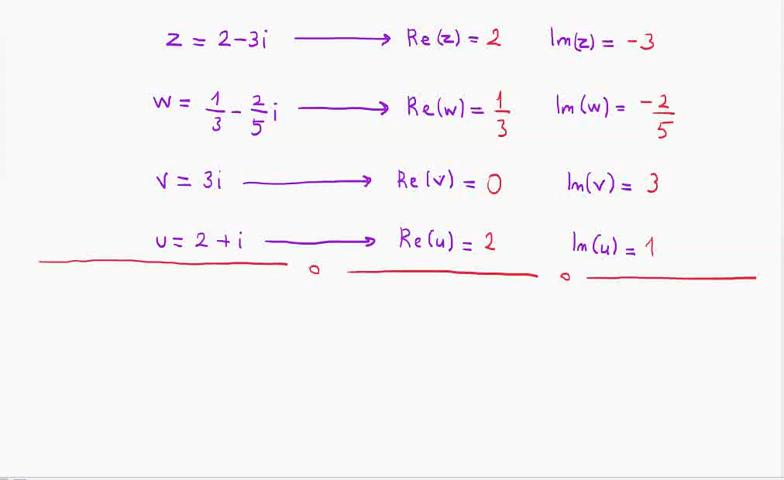 z = 2-3i ⟶ Re(z) = 2 Im(z) = -3
w = 1/3 - 2/5 i ⟶ Re(w) = 1/3 Im(w) = -2/5
v = 3i ⟶ Re(v) = 0 Im(v) = 3
u = 2 + i ⟶ Re(u) = 2 Im(u) = 1